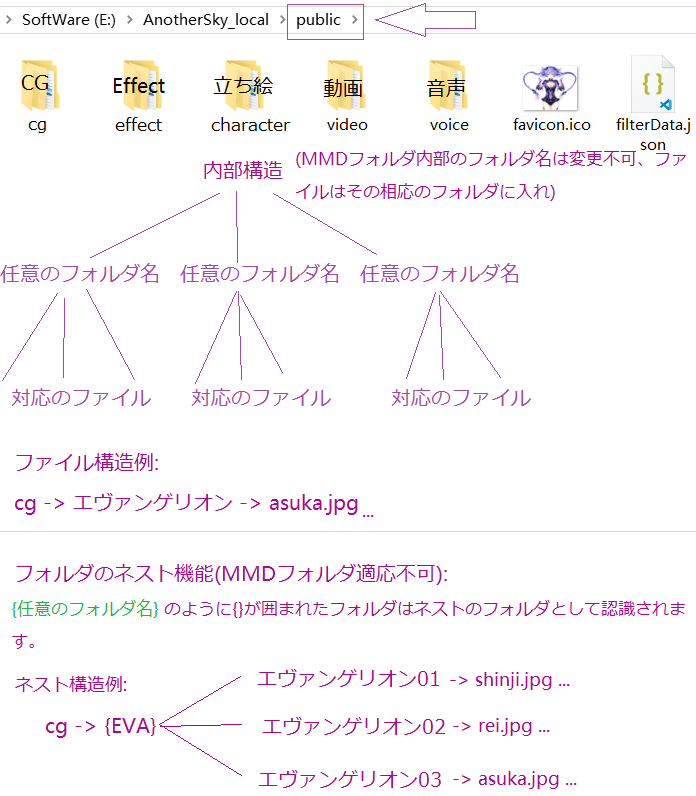 SoftWare (E:) > AnotherSky_local > public >
CG Effect 立ち絵 動画 音声
cg effect character video voice favicon.ico filterData.j
son
内部構造 (MMDフォルダ内部のフォルダ名は変更不可、ファ
イルはその相応のフォルダに入れ)
任意のフォルダ名 任意のフォルダ名 任意のフォルダ名
対応のファイル 対応のファイル 対応のファイル
ファイル構造例:
cg -> エヴァンゲリオン -> asuka.jpg ...
フォルダのネスト機能(MMDフォルダ適応不可):
{任意のフォルダ名} のように{}が囲まれたフォルダはネストのフォルダとして認識されま
す。
ネスト構造例:
エヴァンゲリオン01 -> shinji.jpg ...
cg -> {EVA} エヴァンゲリオン02 -> rei.jpg ...
エヴァンゲリオン03 -> asuka.jpg ...